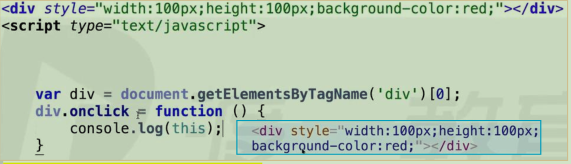 <div style="width:100px;height:100px;background-color:red;"></div>
<script type="text/javascript">
var div = document.getElementsByTagName('div')[0];
div.onclick = function () {
console.log(this);
<div style="width:100px;height:100px;
background-color:red;"></div>
}